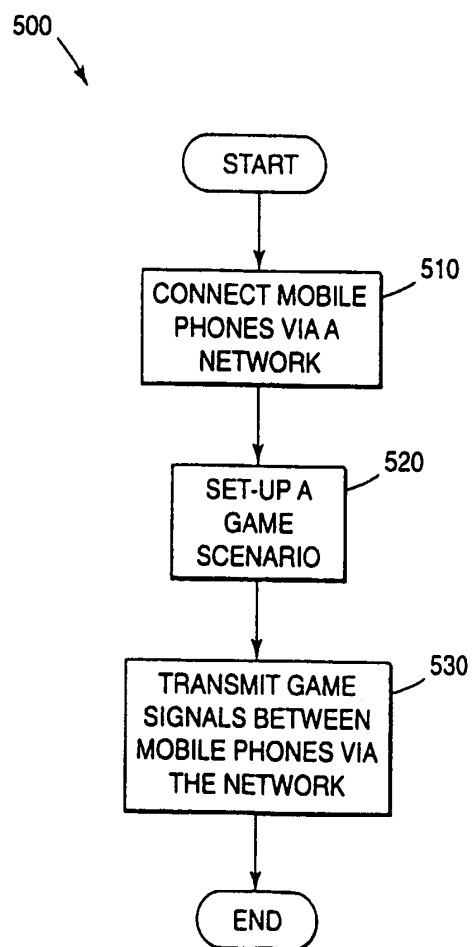 500
START
510
CONNECT MOBILE
PHONES VIA A
NETWORK
520
SET-UP A
GAME
SCENARIO
530
TRANSMIT GAME
SIGNALS BETWEEN
MOBILE PHONES VIA
THE NETWORK
END